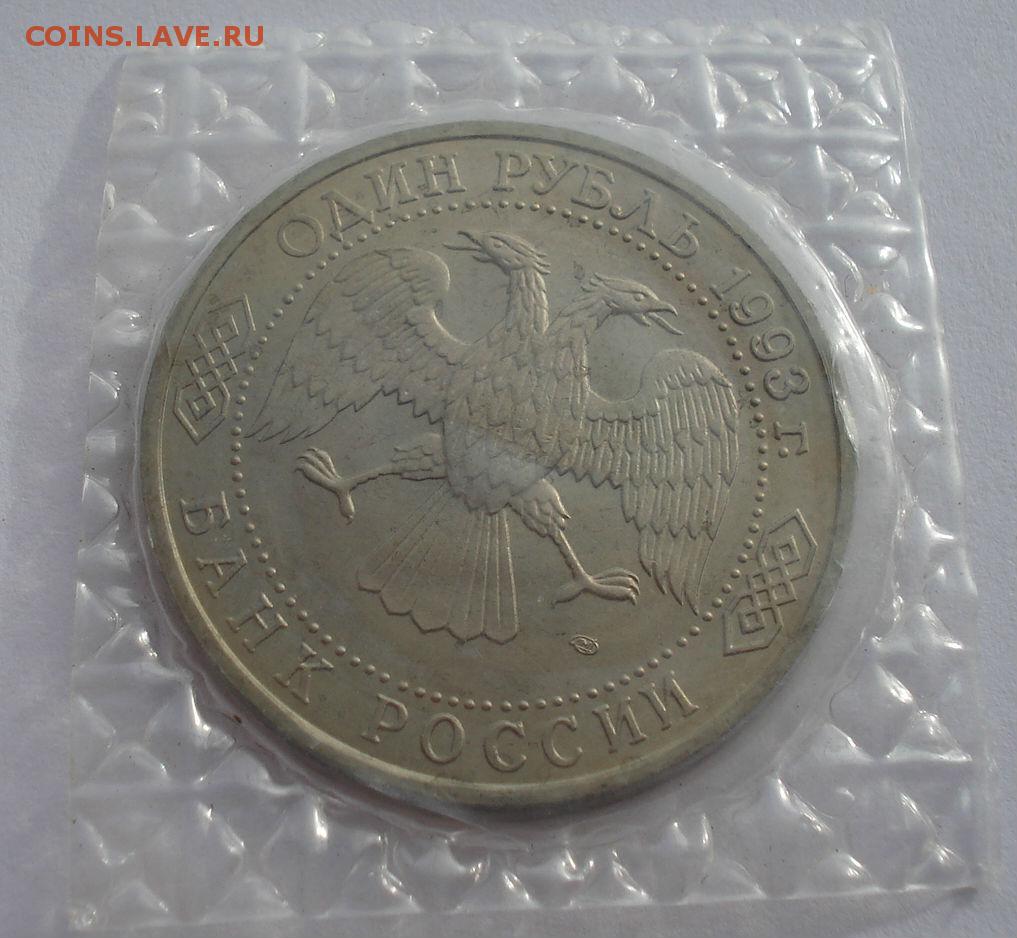 COINS.LAVE.RU
ОДИН РУБЛЬ 1993 г.
БАНК РОССИИ